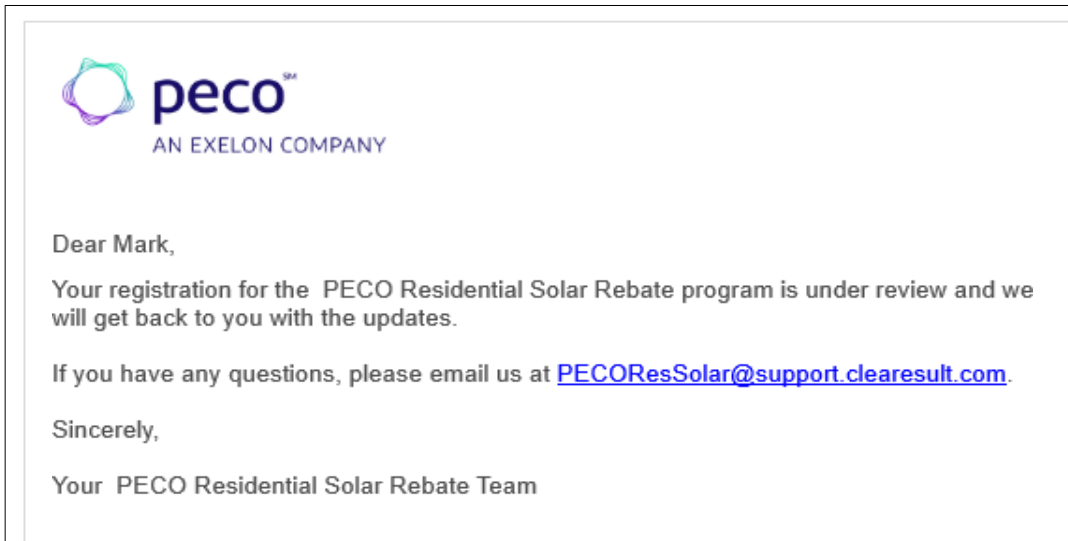 peco℠
AN EXELON COMPANY
Dear Mark,
Your registration for the  PECO Residential Solar Rebate program is under review and we
will get back to you with the updates.
If you have any questions, please email us at PECOResSolar@support.clearesult.com.
Sincerely,
Your  PECO Residential Solar Rebate Team